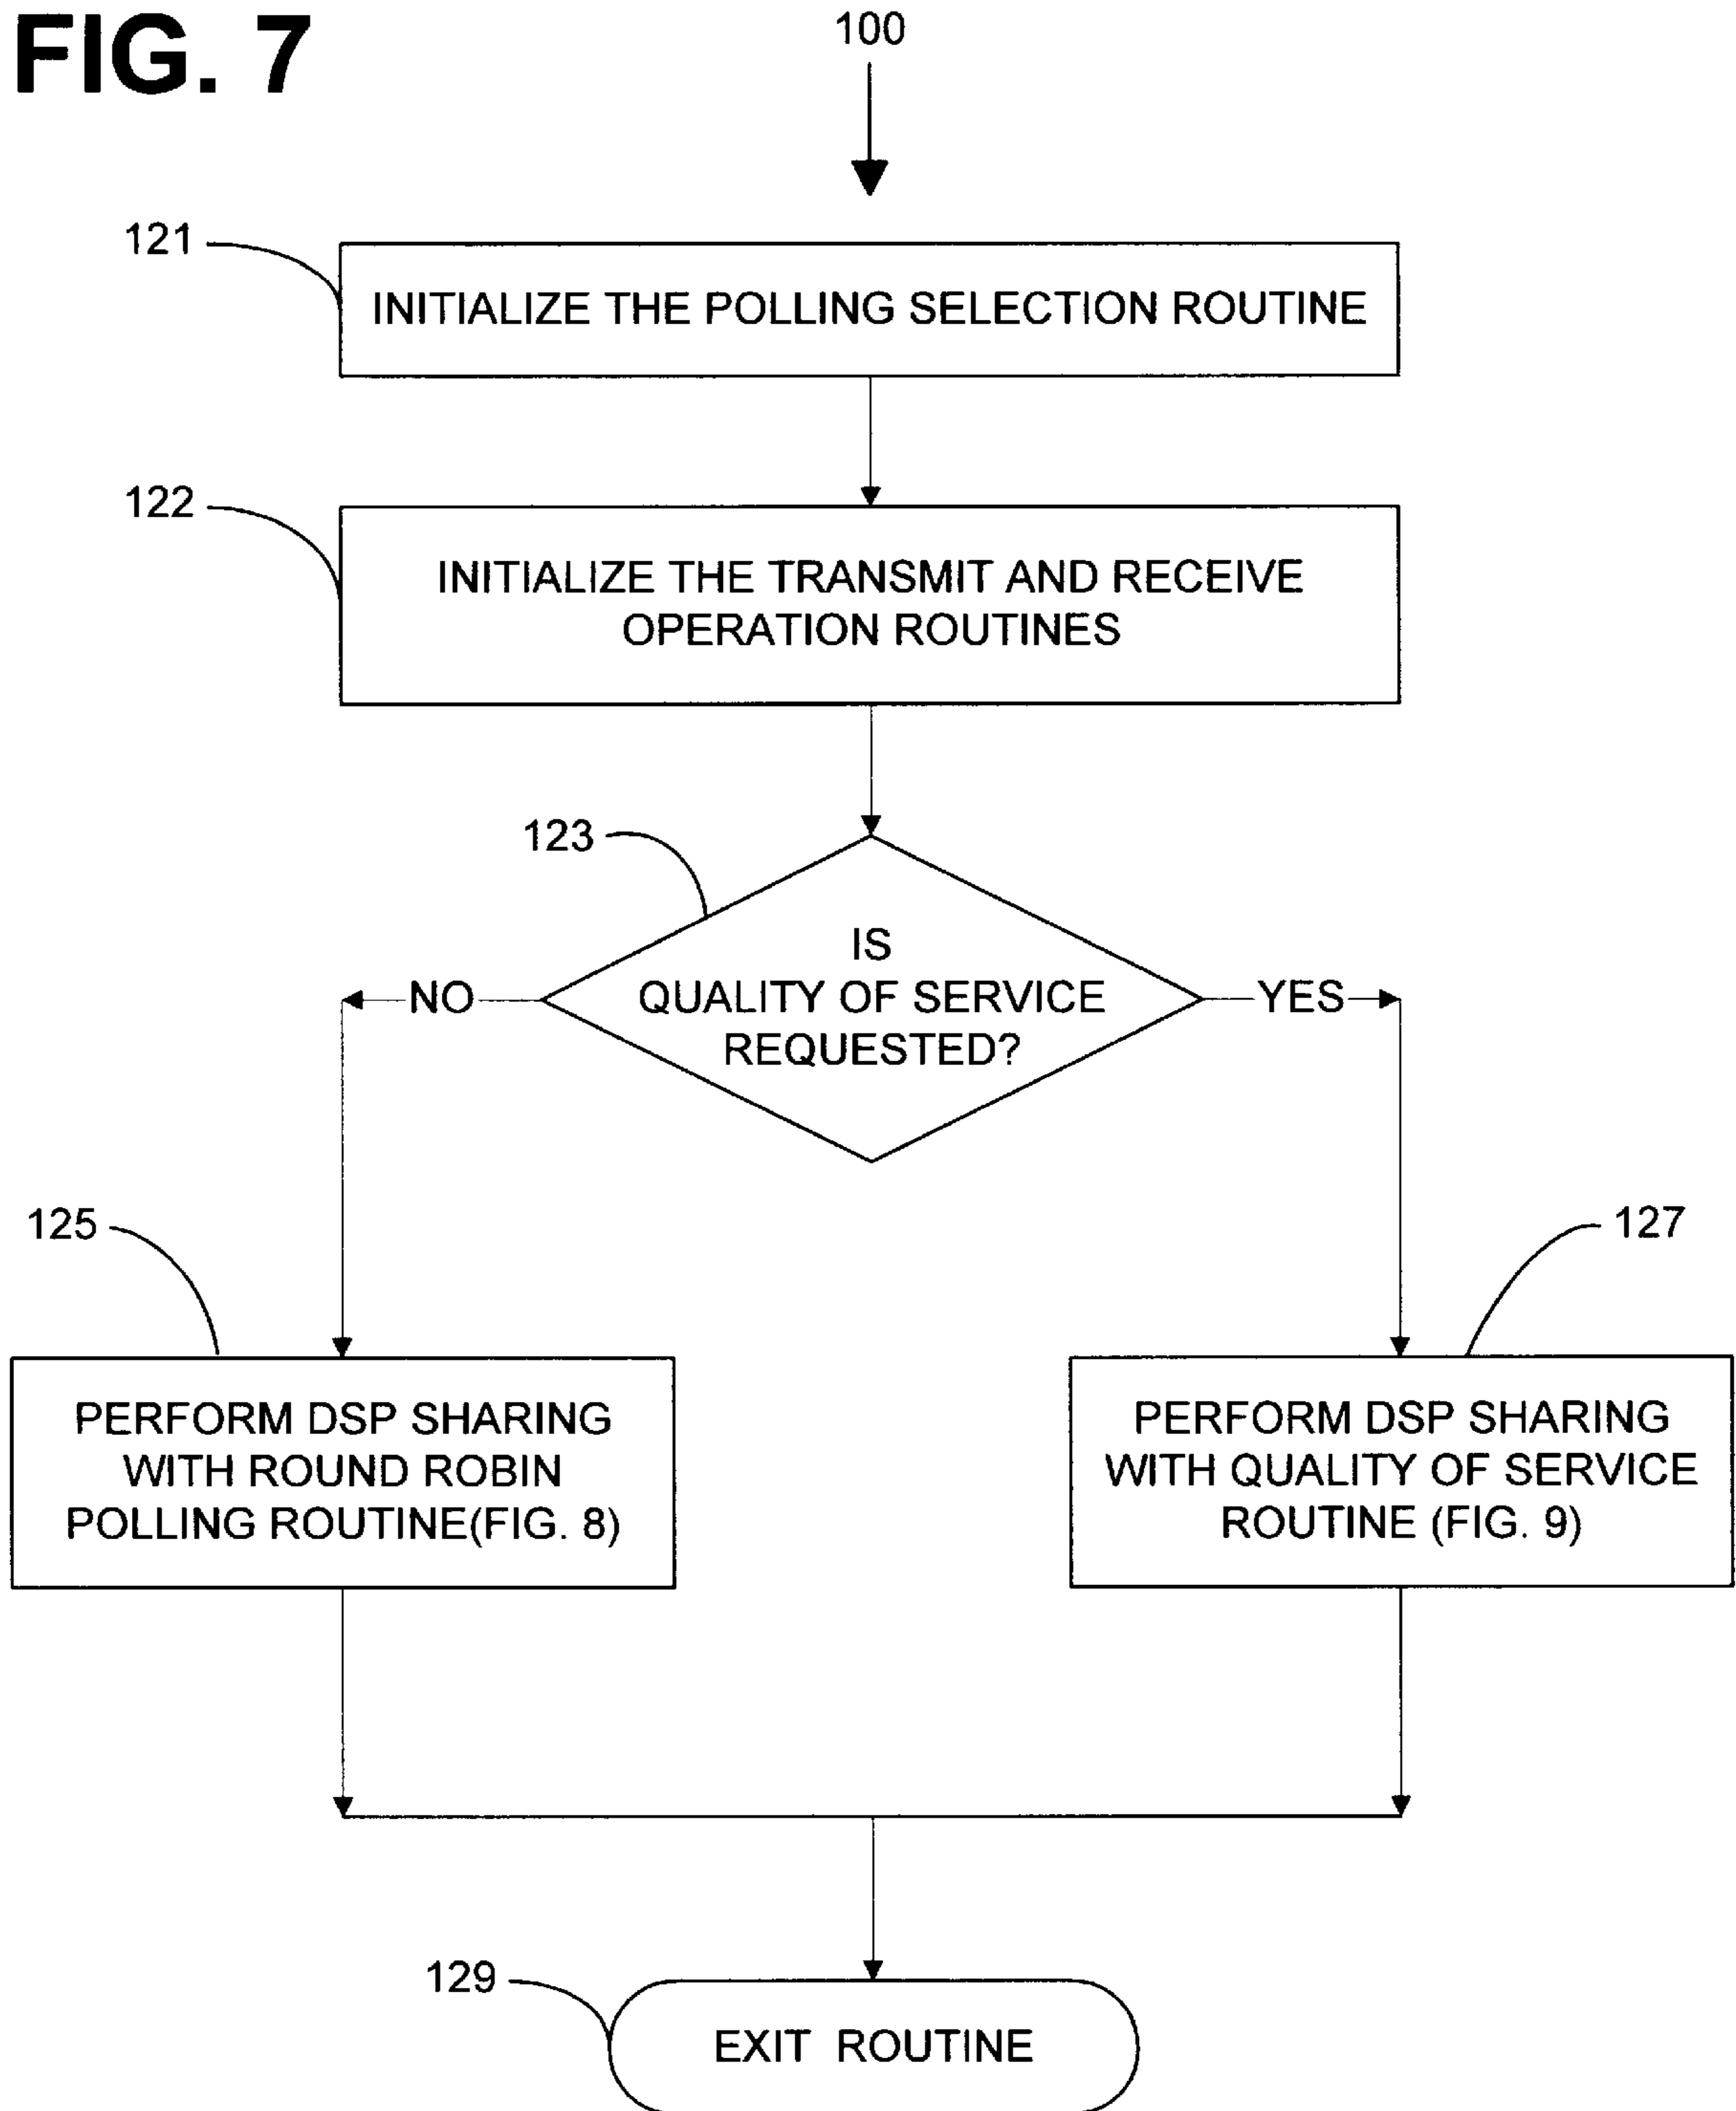 FIG. 7
100
121
INITIALIZE THE POLLING SELECTION ROUTINE
122
INITIALIZE THE TRANSMIT AND RECEIVE
OPERATION ROUTINES
123
IS
QUALITY OF SERVICE
REQUESTED?
NO
YES
125
127
PERFORM DSP SHARING
WITH ROUND ROBIN
POLLING ROUTINE(FIG. 8)
PERFORM DSP SHARING
WITH QUALITY OF SERVICE
ROUTINE (FIG. 9)
129
EXIT ROUTINE